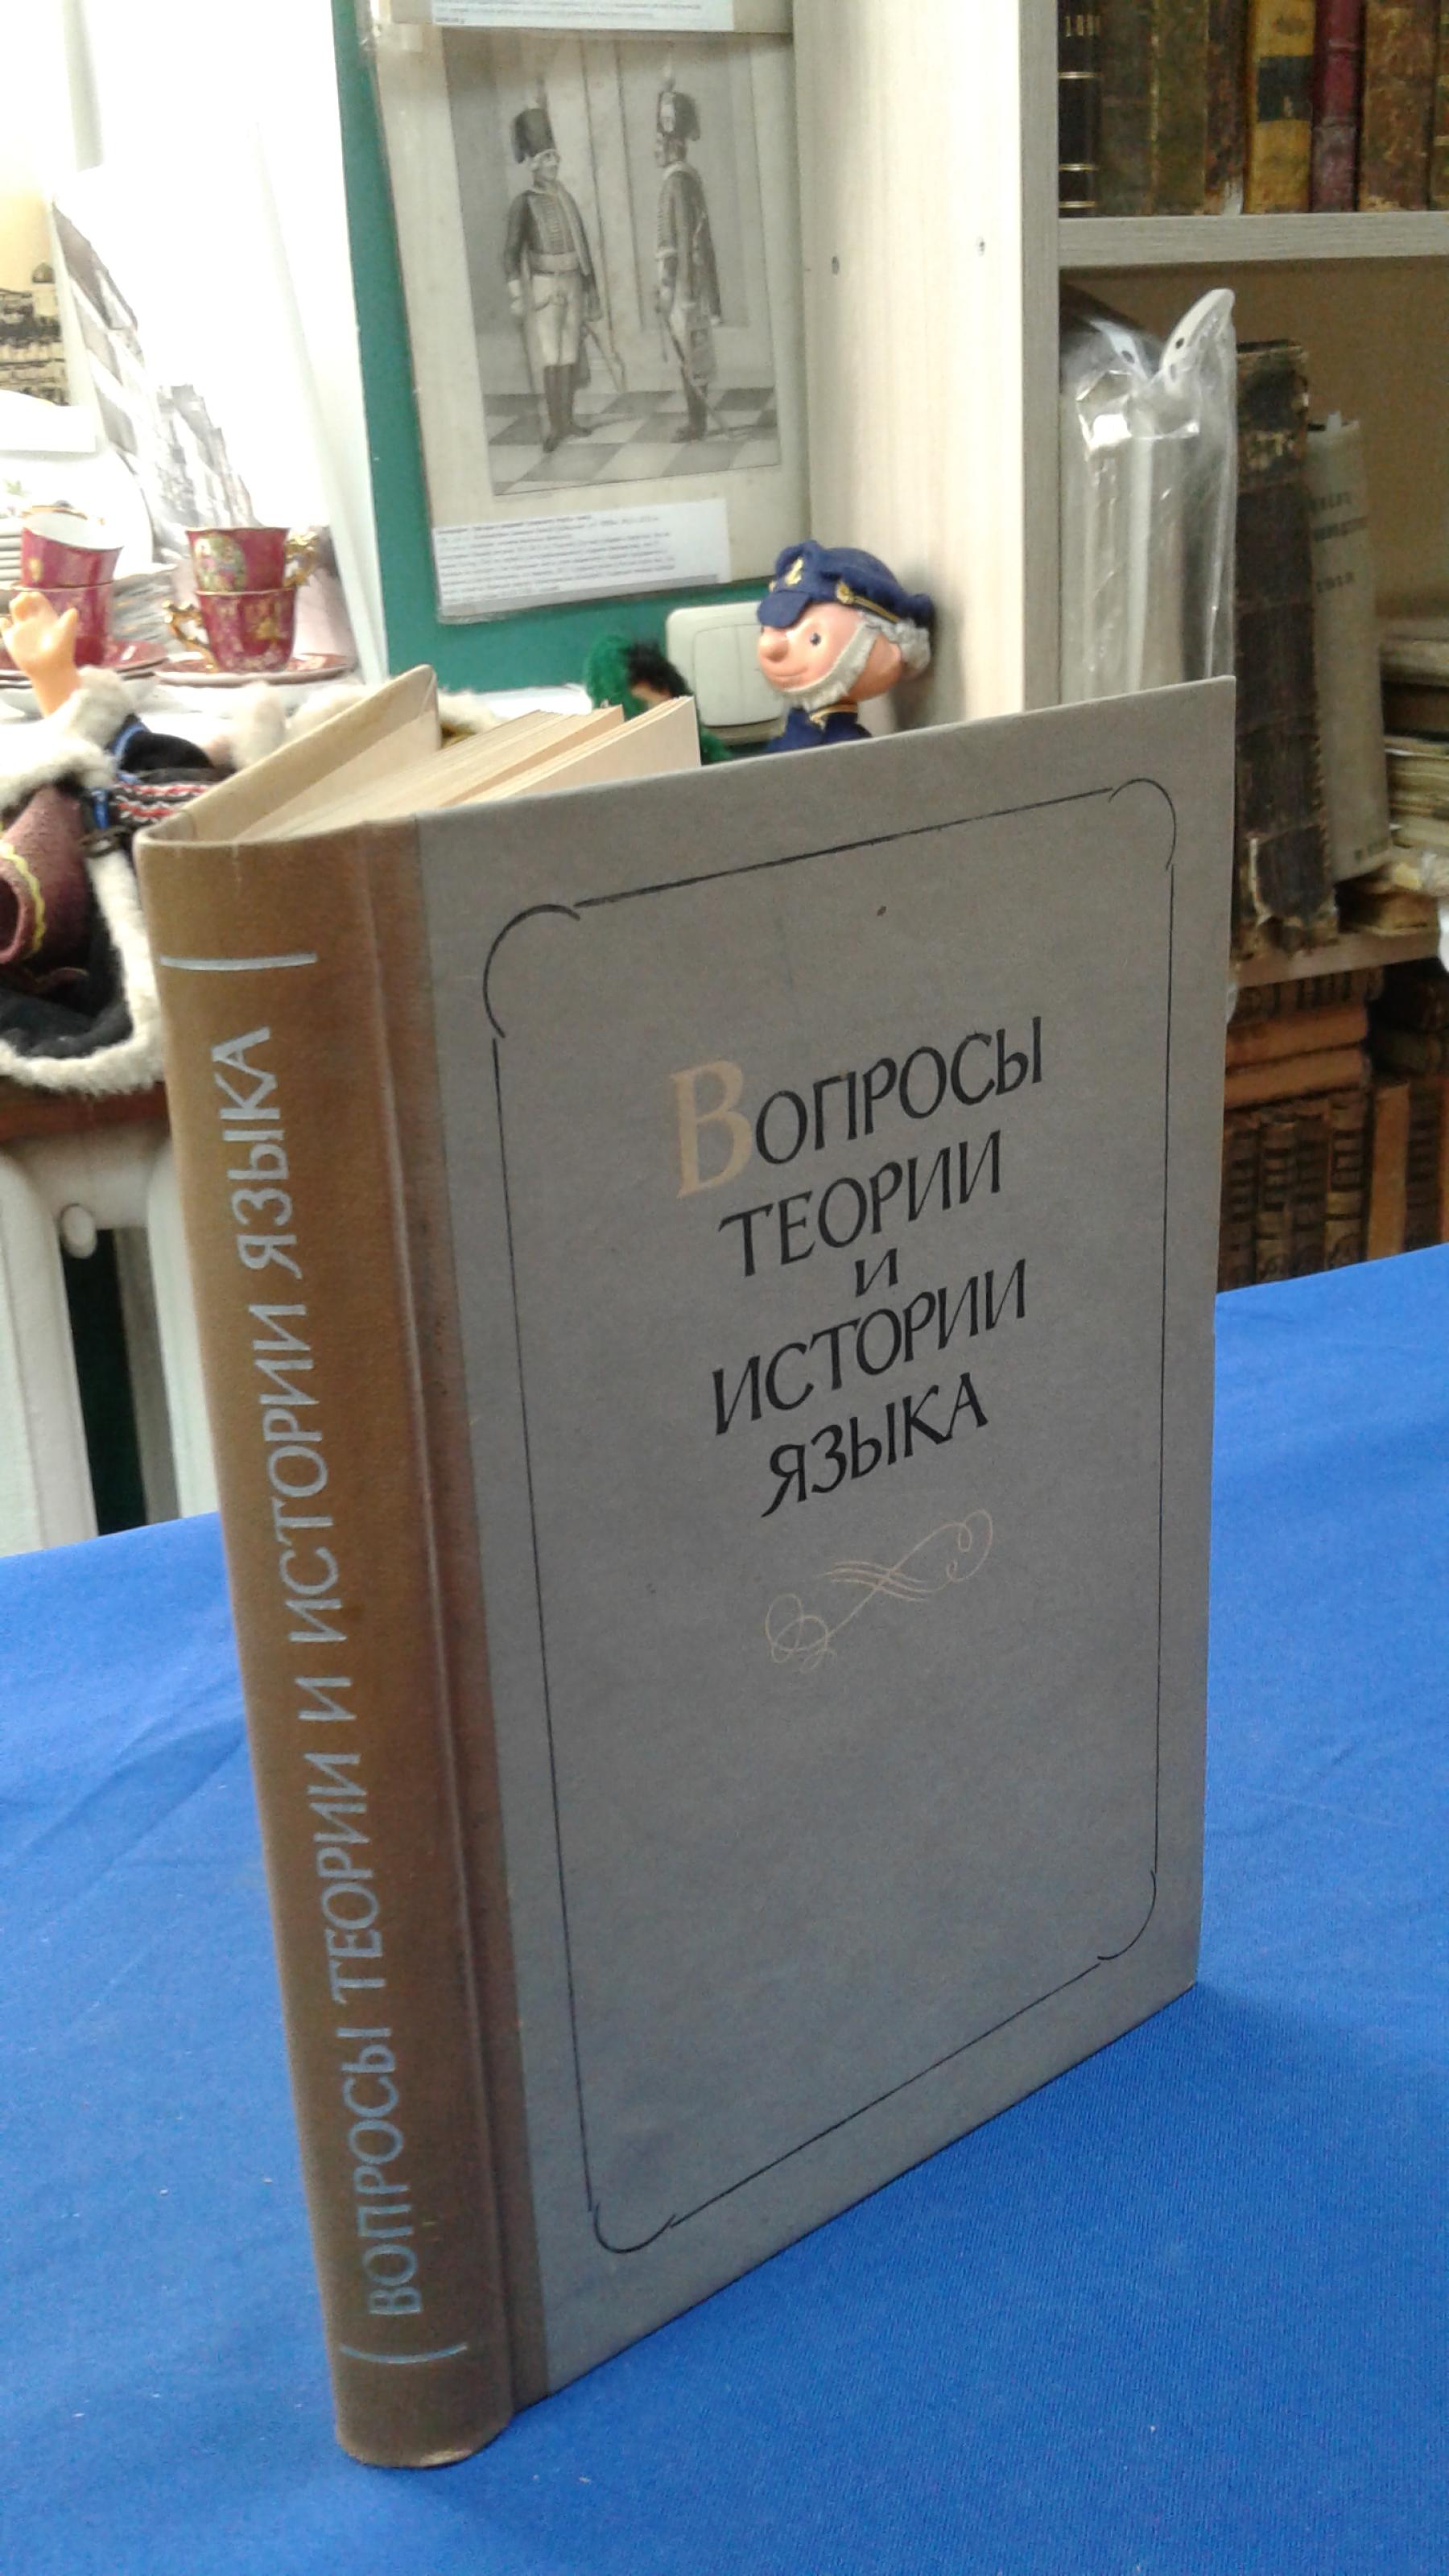 Вопросы
теории
и
истории
языка
ВОПРОСЫ ТЕОРИИ И ИСТОРИИ ЯЗЫКА